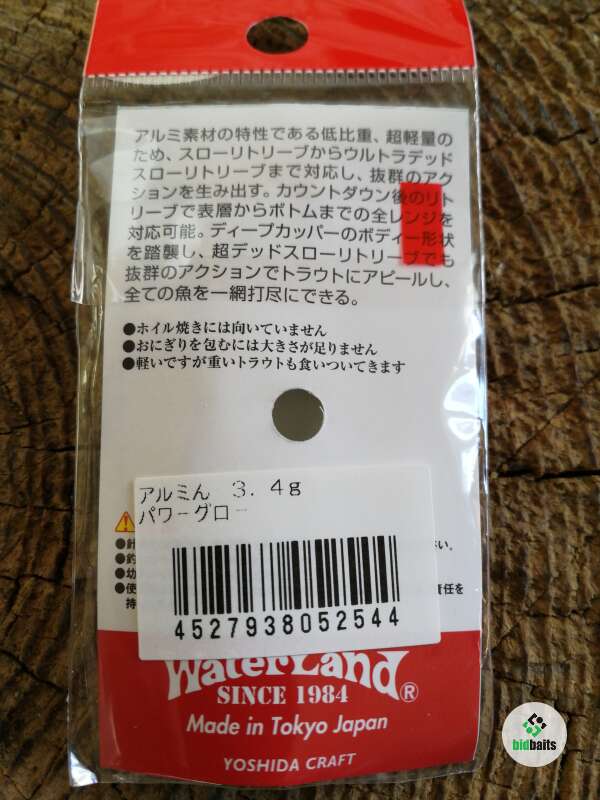 アルミ素材の特性である低比重、超軽量の
ため、スローリトリーブからウルトラデッド
スローリトリーブまで対応し、抜群のアク
ションを生み出す。カウントダウン後のリト
リーブで表層からボトムまでの全レンジを
対応可能。ディープカッパーのボディー形状
を踏襲し、超デッドスローリトリーブでも
抜群のアクションでトラウトにアピールし、
全ての魚を一網打尽にできる。
●ホイル焼きには向いていません
●おにぎりを包むには大きさが足りません
●軽いですが重いトラウトも食いついてきます
アルミん 3.4g
パワーグロー
●針 い。
●釣
●幼
●使 責任を
持
4527938052544
WaterLand®
SINCE 1984
Made in Tokyo Japan
YOSHIDA CRAFT
bidbaits